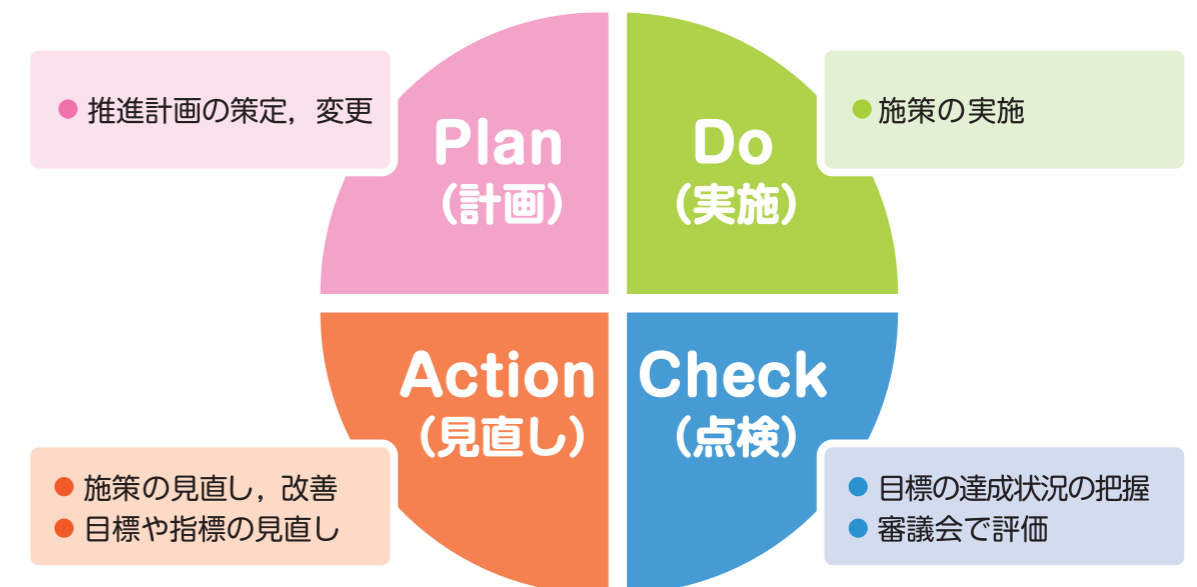 ● 推進計画の策定，変更
Plan
（計画）
Do
（実施）
● 施策の実施
Action
（見直し）
● 施策の見直し，改善
● 目標や指標の見直し
Check
（点検）
● 目標の達成状況の把握
● 審議会で評価